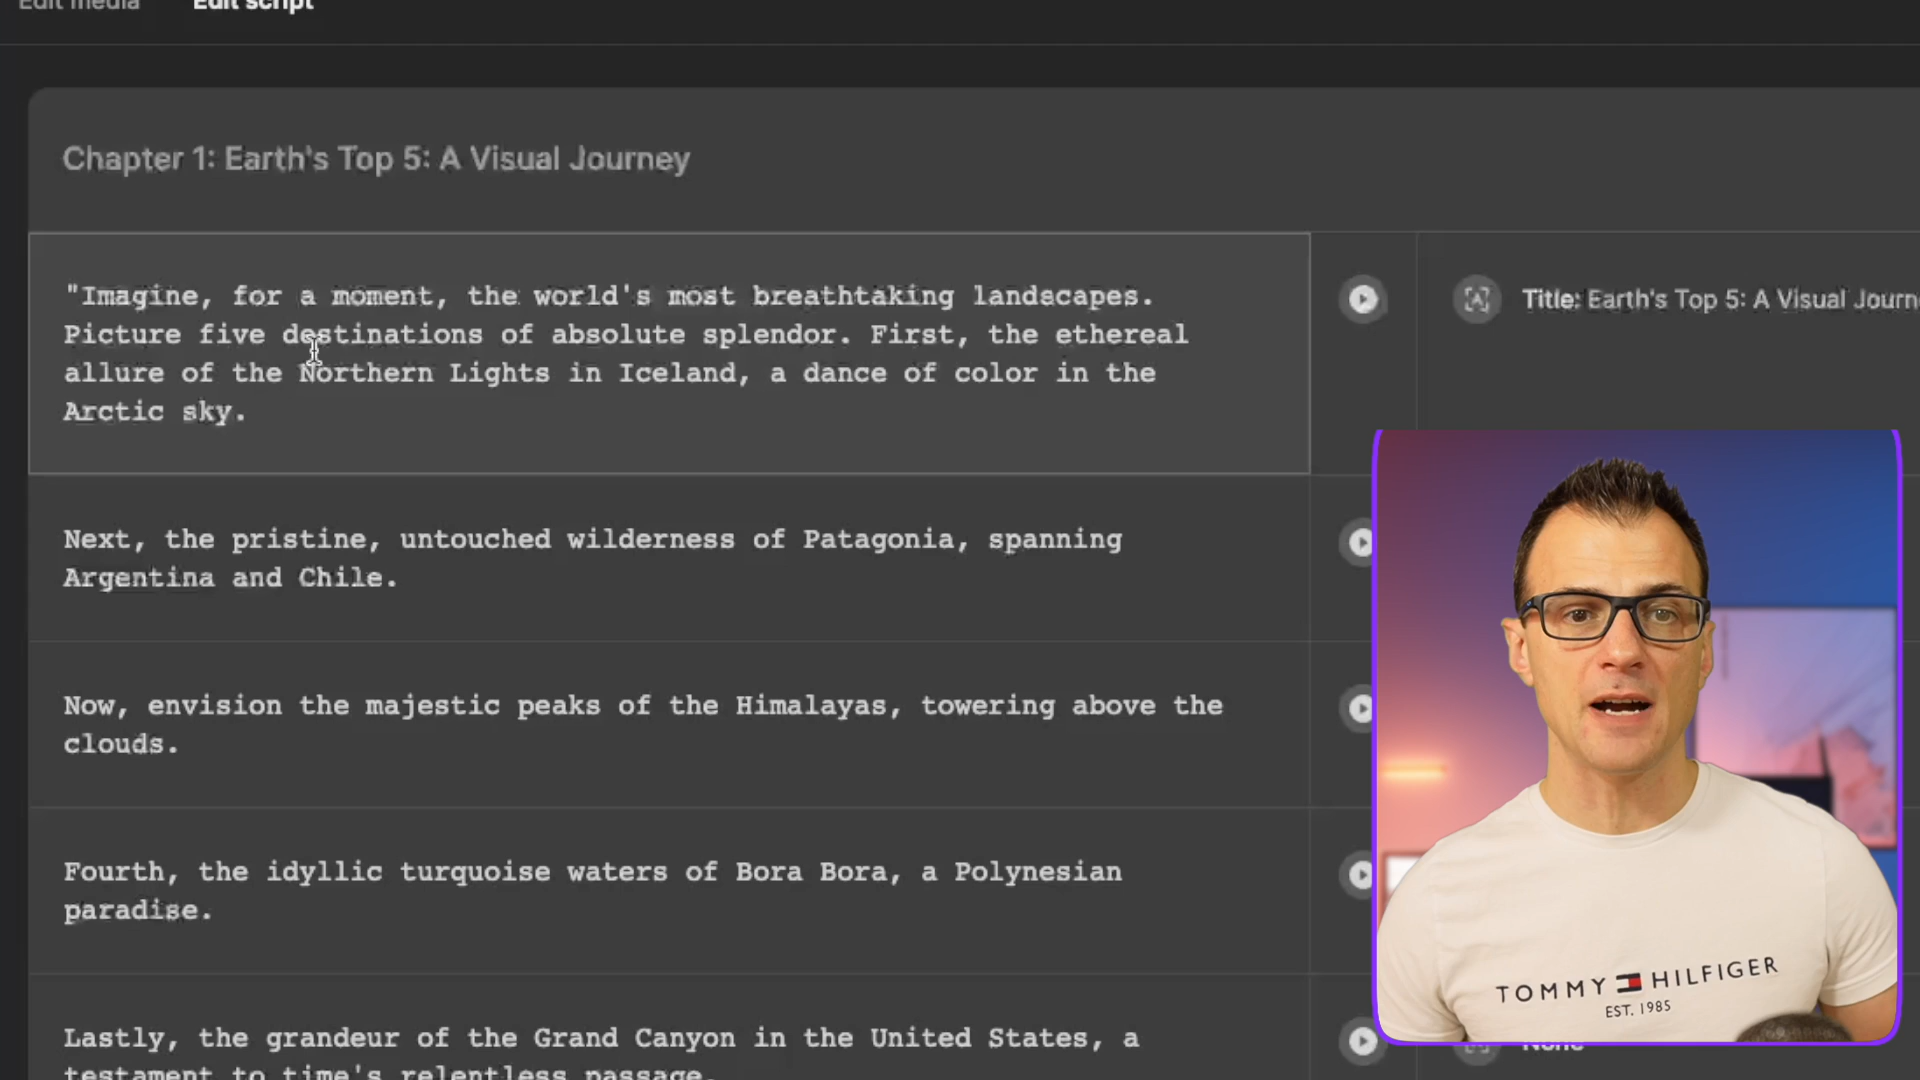 Edit media Edit script
Chapter 1: Earth's Top 5: A Visual Journey
"Imagine, for a moment, the world's most breathtaking landscapes.
Picture five destinations of absolute splendor. First, the ethereal
allure of the Northern Lights in Iceland, a dance of color in the
Arctic sky.
Title: Earth's Top 5: A Visual Journ
Next, the pristine, untouched wilderness of Patagonia, spanning
Argentina and Chile.
Now, envision the majestic peaks of the Himalayas, towering above the
clouds.
Fourth, the idyllic turquoise waters of Bora Bora, a Polynesian
paradise.
Lastly, the grandeur of the Grand Canyon in the United States, a
testament to time's relentless passage.
None
TOMMY HILFIGER
EST. 1985